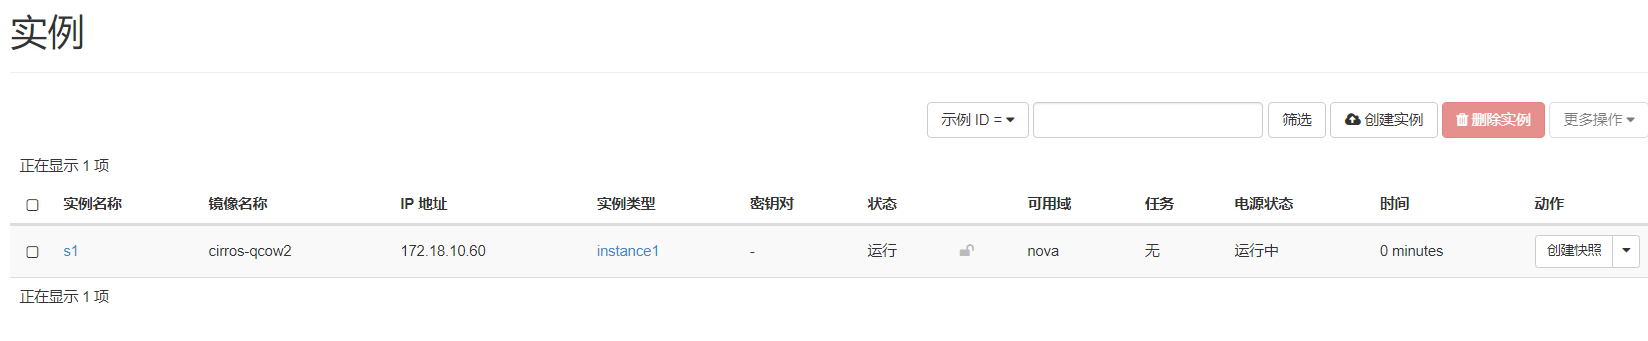 实例
示例 ID = 筛选 创建实例 删除实例 更多操作
正在显示 1 项
实例名称 镜像名称 IP 地址 实例类型 密钥对 状态 可用域 任务 电源状态 时间 动作
s1 cirros-qcow2 172.18.10.60 instance1 - 运行 nova 无 运行中 0 minutes 创建快照
正在显示 1 项